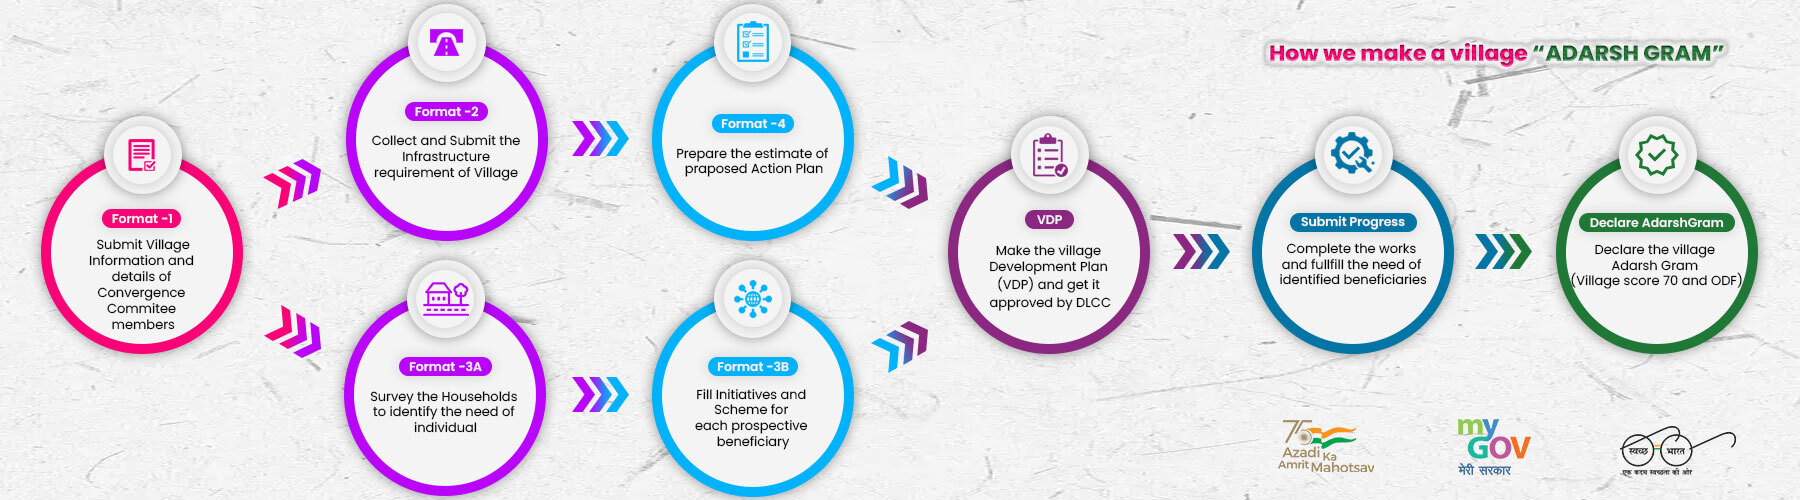 How we make a village “ADARSH GRAM”
Format -1
Submit Village
Information and
details of
Convergence
Commitee
members
Format -2
Collect and Submit the
Infrastructure
requirement of Village
Format -4
Prepare the estimate of
proposed Action Plan
Format -3A
Survey the Households
to identify the need of
individual
Format -3B
Fill Initiatives and
Scheme for
each prospective
beneficiary
VDP
Make the village
Development Plan
(VDP) and get it
approved by DLCC
Submit Progress
Complete the works
and fullfill the need of
identified beneficiaries
Declare AdarshGram
Declare the village
Adarsh Gram
(Village score 70 and ODF)
75
Azadi Ka
Amrit Mahotsav
my
GOV
मेरी सरकार
स्वच्छ भारत
एक कदम स्वच्छता की ओर